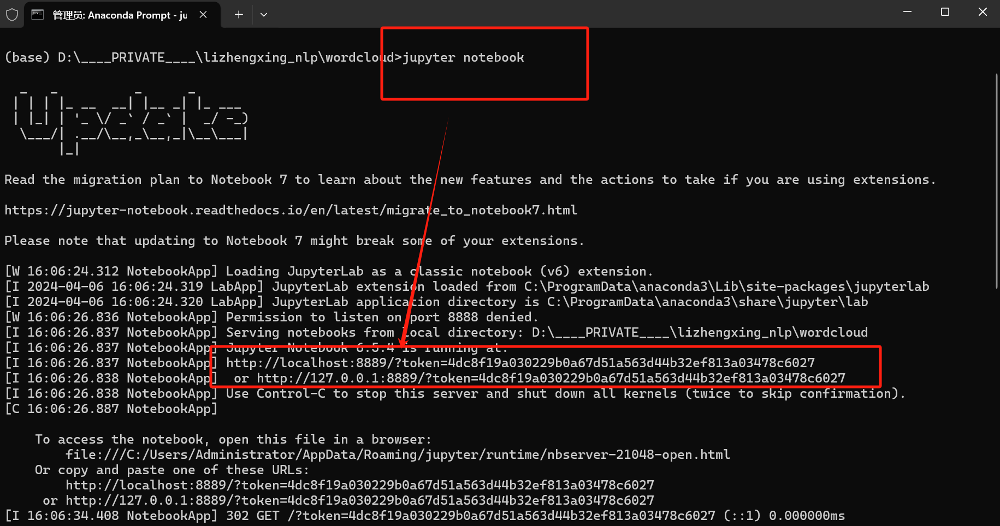 管理员: Anaconda Prompt - ju
(base) D:\____PRIVATE____\lizhengxing_nlp\wordcloud>jupyter notebook
Update
Read the migration plan to Notebook 7 to learn about the new features and the actions to take if you are using extensions.
https://jupyter-notebook.readthedocs.io/en/latest/migrate_to_notebook7.html
Please note that updating to Notebook 7 might break some of your extensions.
[W 16:06:24.312 NotebookApp] Loading JupyterLab as a classic notebook (v6) extension.
[I 2024-04-06 16:06:24.319 LabApp] JupyterLab extension loaded from C:\ProgramData\anaconda3\Lib\site-packages\jupyterlab
[I 2024-04-06 16:06:24.320 LabApp] JupyterLab application directory is C:\ProgramData\anaconda3\share\jupyter\lab
[W 16:06:26.836 NotebookApp] Permission to listen on port 8888 denied.
[I 16:06:26.837 NotebookApp] Serving notebooks from local directory: D:\____PRIVATE____\lizhengxing_nlp\wordcloud
[I 16:06:26.837 NotebookApp] Jupyter Notebook 6.5.4 is running at:
[I 16:06:26.837 NotebookApp] http://localhost:8889/?token=4dc8f19a030229b0a67d51a563d44b32ef813a03478c6027
[I 16:06:26.838 NotebookApp]  or http://127.0.0.1:8889/?token=4dc8f19a030229b0a67d51a563d44b32ef813a03478c6027
[I 16:06:26.838 NotebookApp] Use Control-C to stop this server and shut down all kernels (twice to skip confirmation).
[C 16:06:26.887 NotebookApp]
To access the notebook, open this file in a browser:
file:///C:/Users/Administrator/AppData/Roaming/jupyter/runtime/nbserver-21048-open.html
Or copy and paste one of these URLs:
http://localhost:8889/?token=4dc8f19a030229b0a67d51a563d44b32ef813a03478c6027
or http://127.0.0.1:8889/?token=4dc8f19a030229b0a67d51a563d44b32ef813a03478c6027
[I 16:06:34.408 NotebookApp] 302 GET /?token=4dc8f19a030229b0a67d51a563d44b32ef813a03478c6027 (::1) 0.000000ms